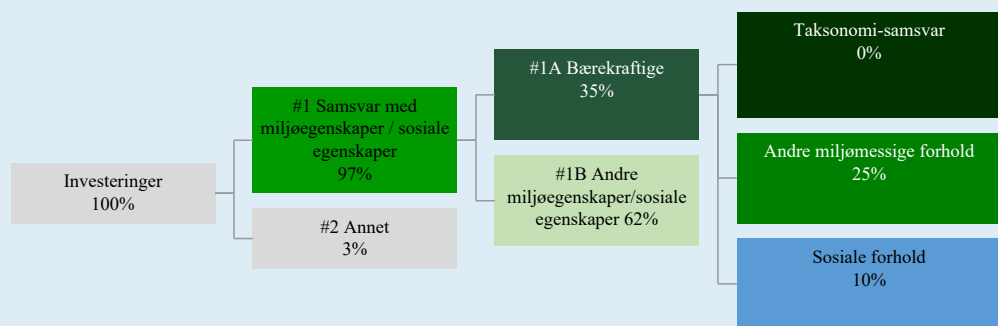 Investeringer
100%
#1 Samsvar med
miljøegenskaper / sosiale
egenskaper
97%
#2 Annet
3%
#1A Bærekraftige
35%
#1B Andre
miljøegenskaper/sosiale
egenskaper 62%
Taksonomi-samsvar
0%
Andre miljømessige forhold
25%
Sosiale forhold
10%